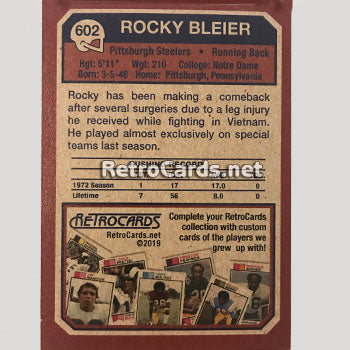 602
ROCKY BLEIER
Pittsburgh Steelers • Running Back
Hgt: 5'11" Wgt: 210 College: Notre Dame
Born: 3-5-46 Home: Pittsburgh, Pennsylvania
Rocky has been making a comeback
after several surgeries due to a leg injury
he received while fighting in Vietnam.
He played almost exclusively on special
teams last season.
RetroCards.net
1972 Season 1 17 17.0 0
Lifetime 7 56 8.0 0
RETROCARDS
RetroCards.net
©2019
Complete your RetroCards
collection with custom
cards of the players we
grew up with!
RetroCards.net